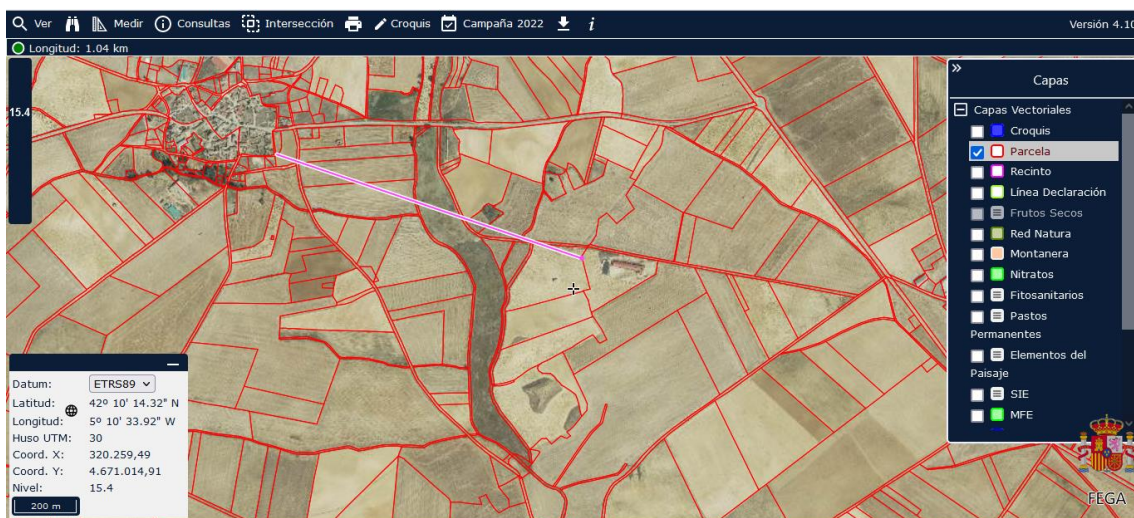 Ver Medir Consultas Intersección Croquis Campaña 2022 i Versión 4.10
Longitud: 1.04 km
15.4
»
Capas
Capas Vectoriales
Croquis
Parcela
Recinto
Línea Declaración
Frutos Secos
Red Natura
Montanera
Nitratos
Fitosanitarios
Pastos
Permanentes
Elementos del
Paisaje
SIE
MFE
Datum: ETRS89
Latitud: 42º 10' 14.32" N
Longitud: 5º 10' 33.92" W
Huso UTM: 30
Coord. X: 320.259,49
Coord. Y: 4.671.014,91
Nivel: 15.4
200 m
FEGA